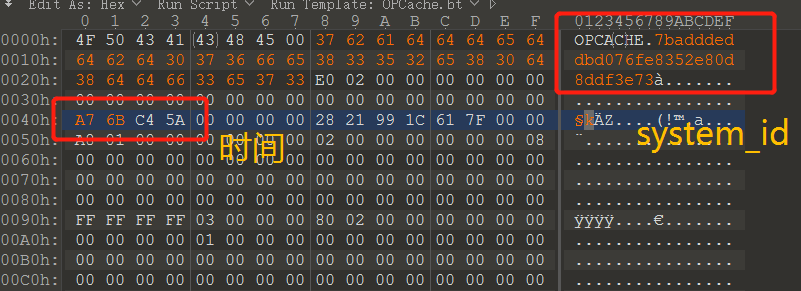 Edit As: Hex Run Script Run Template: OPCache.bt
0 1 2 3 4 5 6 7 8 9 A B C D E F 0123456789ABCDEF
0000h: 4F 50 43 41 43 48 45 00 37 62 61 64 64 64 65 64 OPCACHE.7baddded
0010h: 64 62 64 30 37 36 66 65 38 33 35 32 65 38 30 64 dbd076fe8352e80d
0020h: 38 64 64 66 33 65 37 33 E0 02 00 00 00 00 00 00 8ddf3e73à.......
0030h: 00 00 00 00 00 00 00 00 00 00 00 00 00 00 00 00 ................
0040h: A7 6B C4 5A 00 00 00 00 28 21 99 1C 61 7F 00 00 §kÄZ....(!™.a...
0050h: A8 01 00 00 00 00 00 00 02 00 00 00 00 00 00 08 ¨...............
时间 system_id
0060h: 00 00 00 00 00 00 00 00 00 00 00 00 00 00 00 00 ................
0070h: 00 00 00 00 00 00 00 00 00 00 00 00 00 00 00 00 ................
0080h: 00 00 00 00 00 00 00 00 00 00 00 00 00 00 00 00 ................
0090h: FF FF FF FF 03 00 00 00 80 02 00 00 00 00 00 00 ÿÿÿÿ....€.......
00A0h: 00 00 00 00 01 00 00 00 00 00 00 00 00 00 00 00 ................
00B0h: 00 00 00 00 00 00 00 00 00 00 00 00 00 00 00 00 ................
00C0h: 00 00 00 00 00 00 00 00 00 00 00 00 00 00 00 00 ................